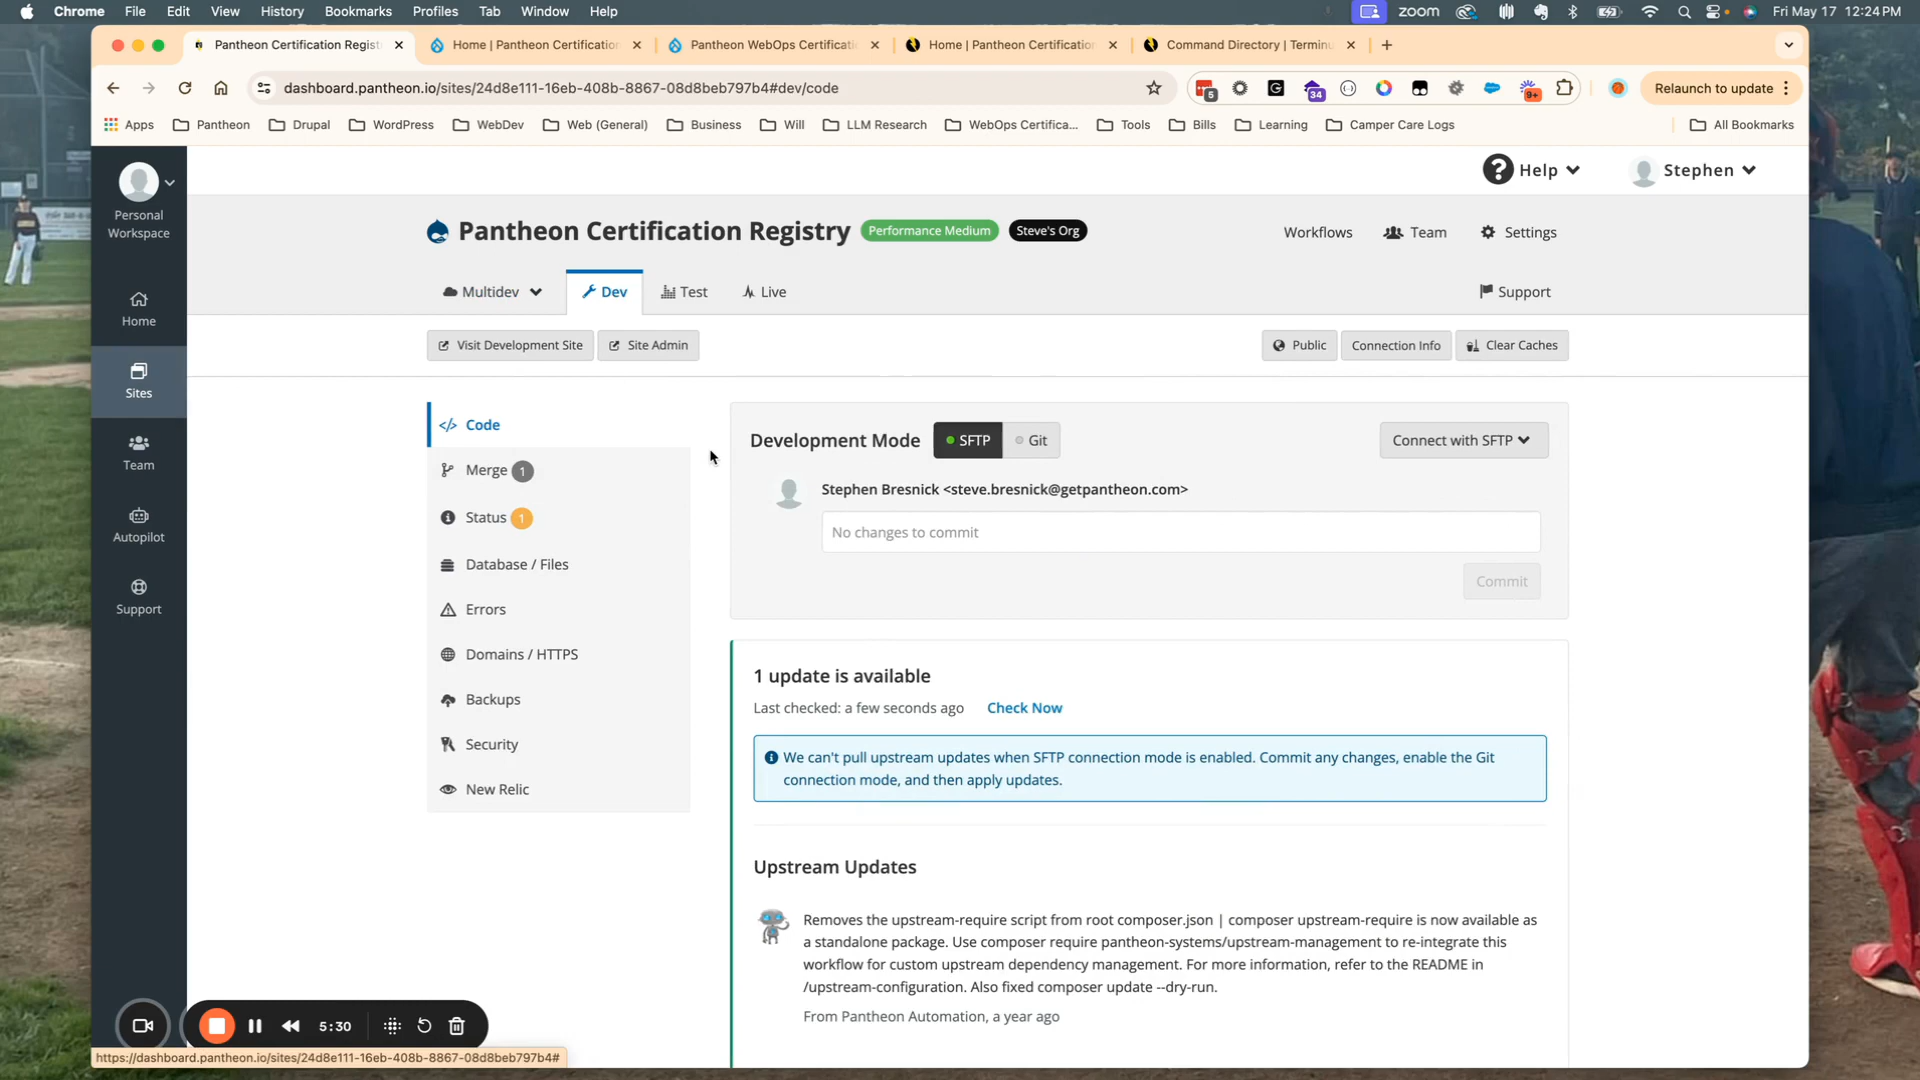 Chrome File Edit View History Bookmarks Profiles Tab Window Help zoom Fri May 17 12:24 PM
Pantheon Certification Regist Home | Pantheon Certification Pantheon WebOps Certificati Home | Pantheon Certification Command Directory | Terminu
dashboard.pantheon.io/sites/24d8e111-16eb-408b-8867-08d8beb797b4#dev/code 5 34 9+ Relaunch to update
Apps Pantheon Drupal WordPress WebDev Web (General) Business Will LLM Research WebOps Certifica... Tools Bills Learning Camper Care Logs All Bookmarks
Personal
Workspace
Home
Sites
Team
Autopilot
Support
Help Stephen
Pantheon Certification Registry Performance Medium Steve's Org Workflows Team Settings
Multidev Dev Test Live Support
Visit Development Site Site Admin Public Connection Info Clear Caches
Code
Merge 1
Status 1
Database / Files
Errors
Domains / HTTPS
Backups
Security
New Relic
Development Mode SFTP Git Connect with SFTP
Stephen Bresnick <steve.bresnick@getpantheon.com>
No changes to commit
Commit
1 update is available
Last checked: a few seconds ago Check Now
We can't pull upstream updates when SFTP connection mode is enabled. Commit any changes, enable the Git
connection mode, and then apply updates.
Upstream Updates
Removes the upstream-require script from root composer.json | composer upstream-require is now available as
a standalone package. Use composer require pantheon-systems/upstream-management to re-integrate this
workflow for custom upstream dependency management. For more information, refer to the README in
/upstream-configuration. Also fixed composer update --dry-run.
From Pantheon Automation, a year ago
5:30
https://dashboard.pantheon.io/sites/24d8e111-16eb-408b-8867-08d8beb797b4#